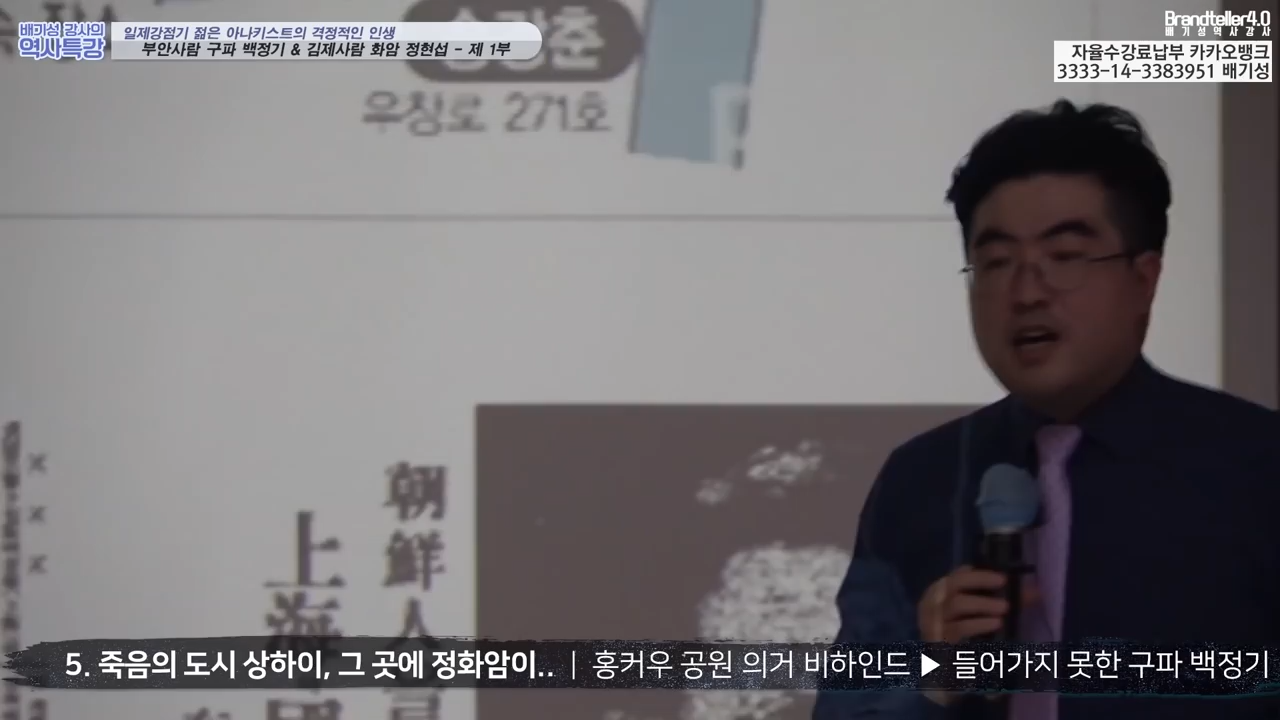 배기성 강사의
역사특강
일제강점기 젊은 아나키스트의 격정적인 인생
부안사람 구파 백정기 & 김제사람 화암 정현섭 - 제 1부
Brandteller4.0
배기성역사강사
자율수강료납부 카카오뱅크
3333-14-3383951 배기성
우칭로 271호
朝鮮人
上海
5. 죽음의 도시 상하이, 그 곳에 정화암이.. | 홍커우 공원 의거 비하인드 ▶ 들어가지 못한 구파 백정기